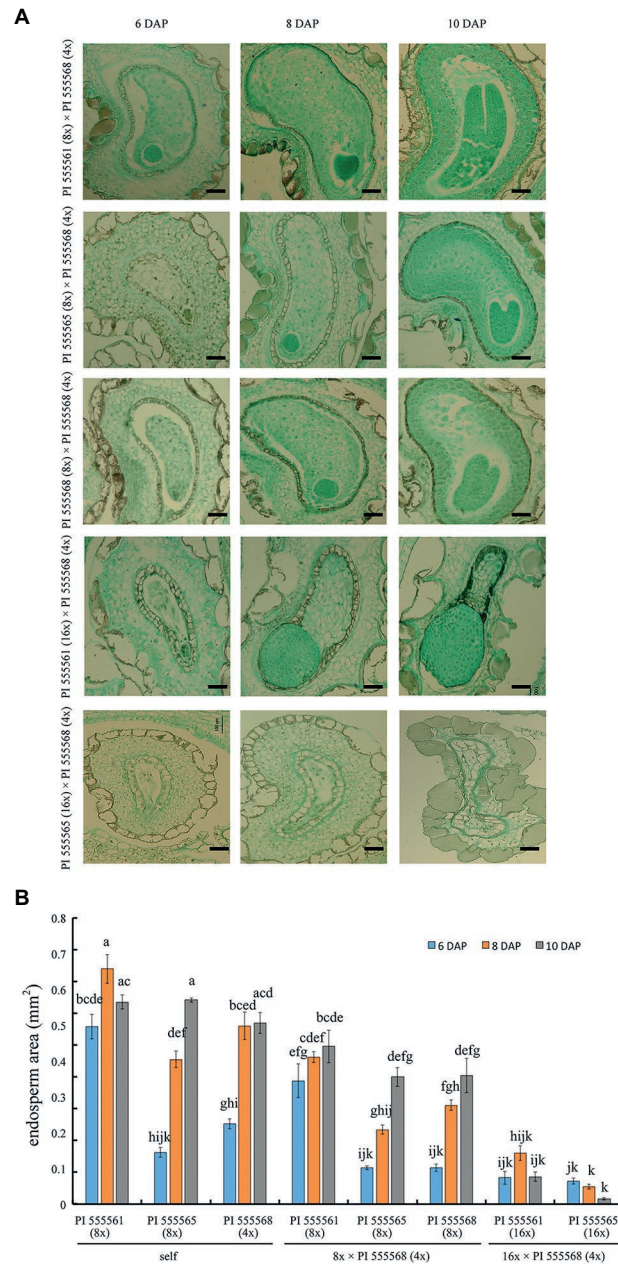 A
6 DAP
8 DAP
10 DAP
PI 555561 (8x) × PI 555568 (4x)
PI 555565 (8x) × PI 555568 (4x)
PI 555568 (8x) × PI 555568 (4x)
PI 555561 (16x) × PI 555568 (4x)
PI 555565 (16x) × PI 555568 (4x)
B
endosperm area (mm²)
0.8
0.7
0.6
0.5
0.4
0.3
0.2
0.1
0
6 DAP
8 DAP
10 DAP
bcde
a
ac
hijk
def
a
ghi
bced
acd
efg
cdef
bcde
ijk
ghij
defg
ijk
fgh
defg
ijk
hijk
ijk
jk
k
k
PI 555561
(8x)
PI 555565
(8x)
PI 555568
(4x)
PI 555561
(8x)
PI 555565
(8x)
PI 555568
(8x)
PI 555561
(16x)
PI 555565
(16x)
self
8x × PI 555568 (4x)
16x × PI 555568 (4x)